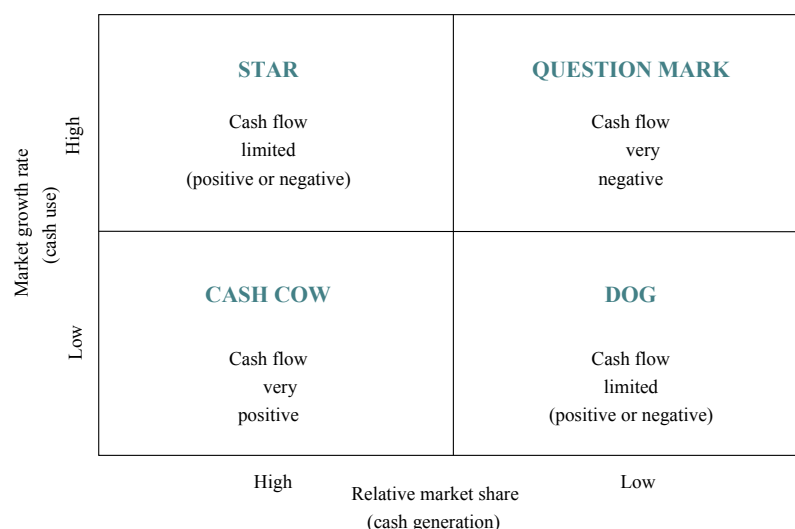 STAR
Cash flow
limited
(positive or negative)
QUESTION MARK
Cash flow
very
negative
High
Market growth rate
(cash use)
CASH COW
Cash flow
very
positive
DOG
Cash flow
limited
(positive or negative)
Low
High
Relative market share
(cash generation)
Low